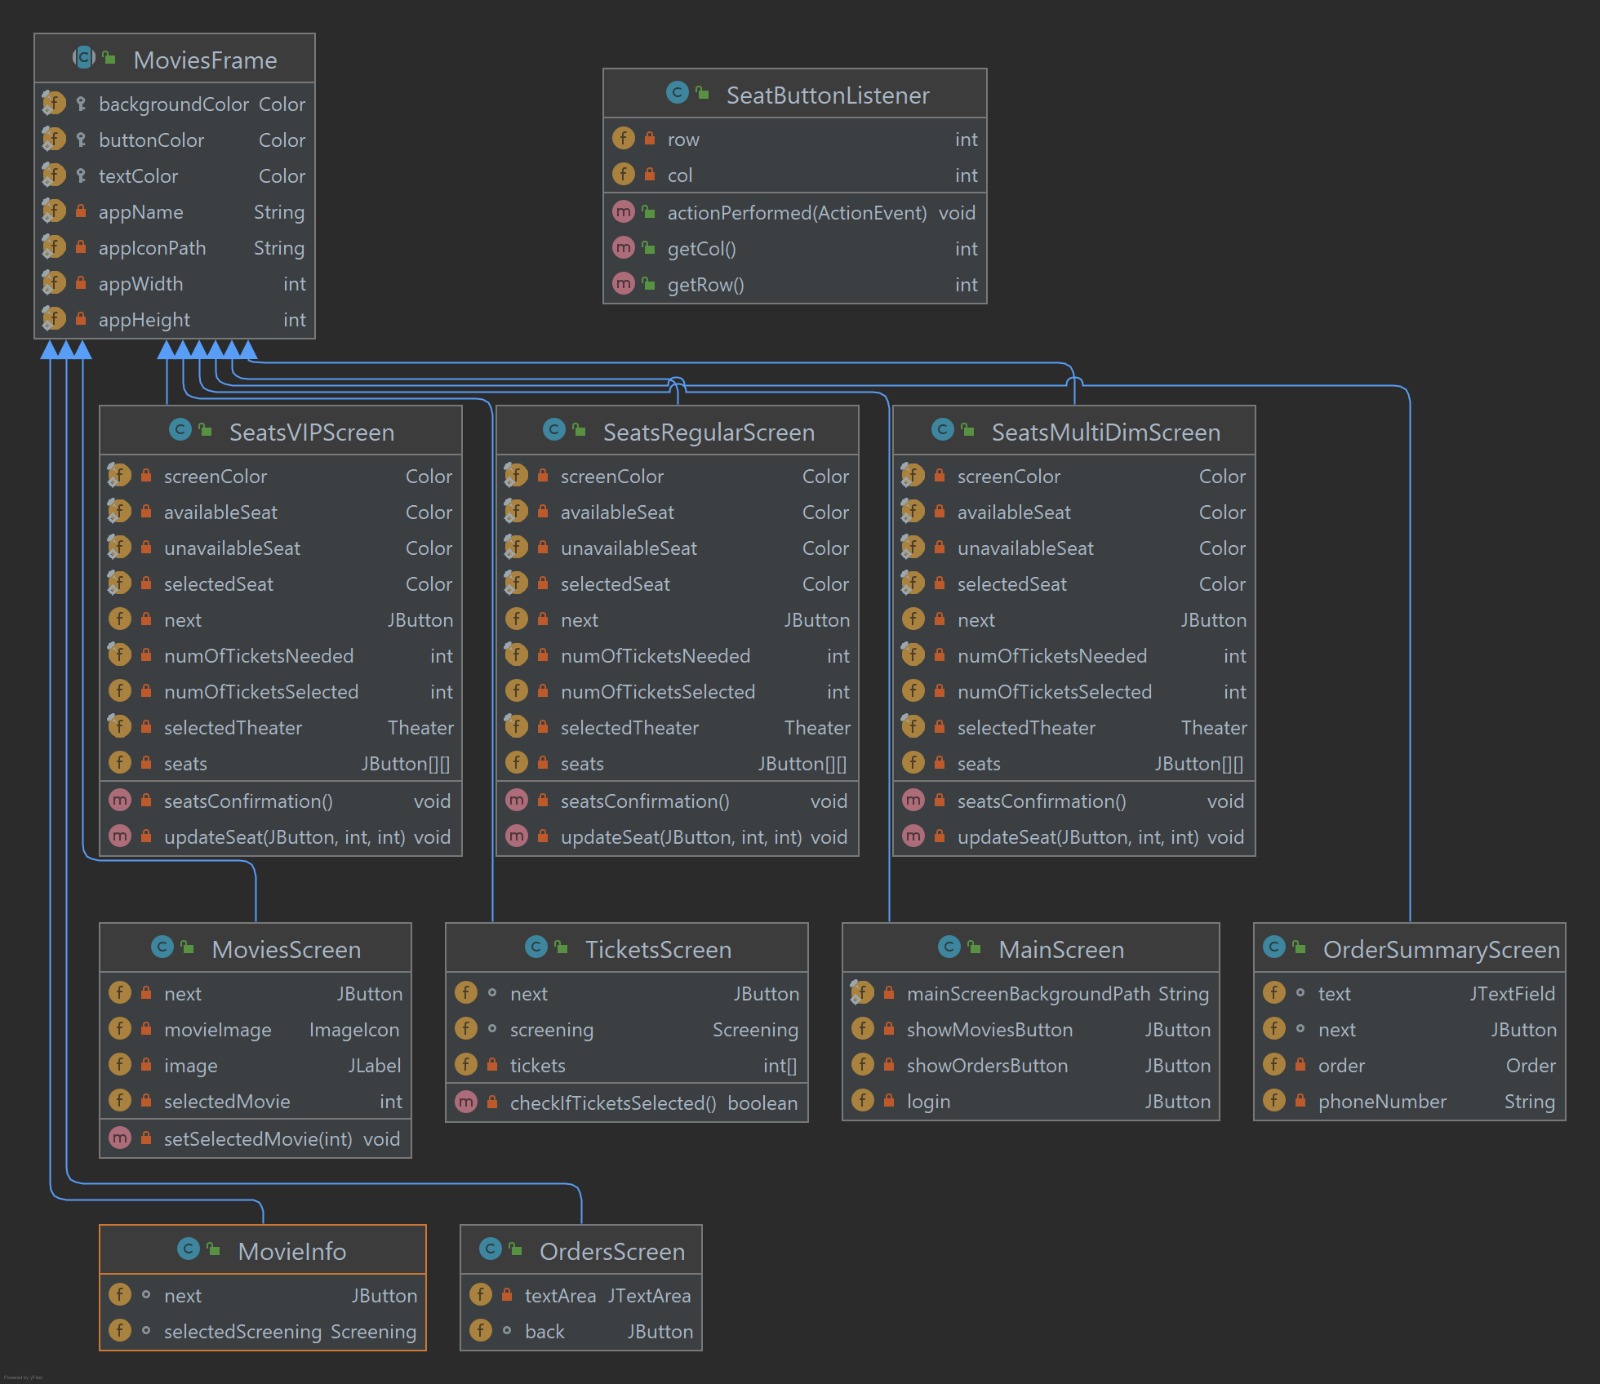 MoviesFrame
backgroundColor Color
buttonColor Color
textColor Color
appName String
appIconPath String
appWidth int
appHeight int
SeatButtonListener
row int
col int
actionPerformed(ActionEvent) void
getCol() int
getRow() int
SeatsVIPScreen
screenColor Color
availableSeat Color
unavailableSeat Color
selectedSeat Color
next JButton
numOfTicketsNeeded int
numOfTicketsSelected int
selectedTheater Theater
seats JButton[][]
seatsConfirmation() void
updateSeat(JButton, int, int) void
SeatsRegularScreen
screenColor Color
availableSeat Color
unavailableSeat Color
selectedSeat Color
next JButton
numOfTicketsNeeded int
numOfTicketsSelected int
selectedTheater Theater
seats JButton[][]
seatsConfirmation() void
updateSeat(JButton, int, int) void
SeatsMultiDimScreen
screenColor Color
availableSeat Color
unavailableSeat Color
selectedSeat Color
next JButton
numOfTicketsNeeded int
numOfTicketsSelected int
selectedTheater Theater
seats JButton[][]
seatsConfirmation() void
updateSeat(JButton, int, int) void
MoviesScreen
next JButton
movieImage ImageIcon
image JLabel
selectedMovie int
setSelectedMovie(int) void
TicketsScreen
next JButton
screening Screening
tickets int[]
checkIfTicketsSelected() boolean
MainScreen
mainScreenBackgroundPath String
showMoviesButton JButton
showOrdersButton JButton
login JButton
OrderSummaryScreen
text JTextField
next JButton
order Order
phoneNumber String
MovieInfo
next JButton
selectedScreening Screening
OrdersScreen
textArea JTextArea
back JButton
Powered by yFiles